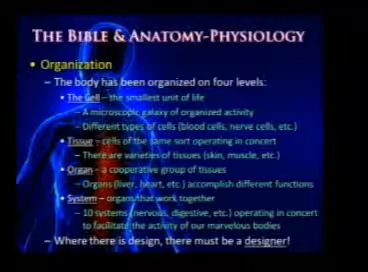 THE BIBLE & ANATOMY-PHYSIOLOGY
• Organization
– The body has been organized on four levels:
• The Cell – the smallest unit of life
– A microscopic galaxy of organized activity
– Different types of cells (blood cells, nerve cells, etc.)
• Tissue – cells of the same sort operating in concert
– There are varieties of tissues (skin, muscle, etc.)
• Organ – a cooperative group of tissues
– Organs (liver, heart, etc.) accomplish different functions
• System – organs that work together
– 10 systems (nervous, digestive, etc.) operating in concert
to facilitate the activity of our marvelous bodies
– Where there is design, there must be a designer!